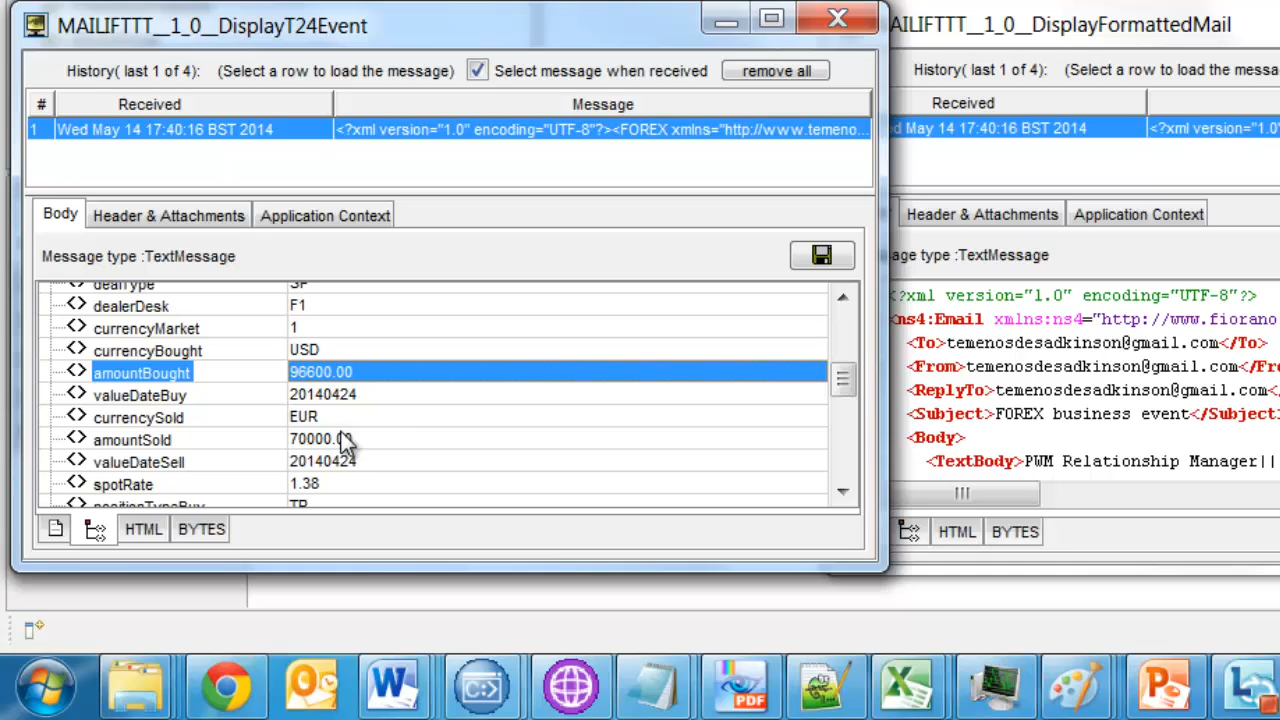 MAILIFTTT__1_0__DisplayT24Event
History( last 1 of 4): (Select a row to load the message) Select message when received remove all
# Received Message
1 Wed May 14 17:40:16 BST 2014 <?xml version="1.0" encoding="UTF-8"?><FOREX xmlns="http://www.temeno...
Body Header & Attachments Application Context
Message type :TextMessage
dealType SP
dealerDesk F1
currencyMarket 1
currencyBought USD
amountBought 96600.00
valueDateBuy 20140424
currencySold EUR
amountSold 70000.00
valueDateSell 20140424
spotRate 1.38
positionTypeBuy TR
HTML BYTES
AILIFTTT__1_0__DisplayFormattedMail
History( last 1 of 4): (Select a row to load the messa
Received
d May 14 17:40:16 BST 2014 <?xml version="1.0
Header & Attachments Application Context
age type :TextMessage
?xml version="1.0" encoding="UTF-8"?>
ns4:Email xmlns:ns4="http://www.fiorano
<To>temenosdesadkinson@gmail.com</To>
<From>temenosdesadkinson@gmail.com</Fr
<ReplyTo>temenosdesadkinson@gmail.com<
<Subject>FOREX business event</Subject
<Body>
<TextBody>PWM Relationship Manager||
HTML BYTES
PDF